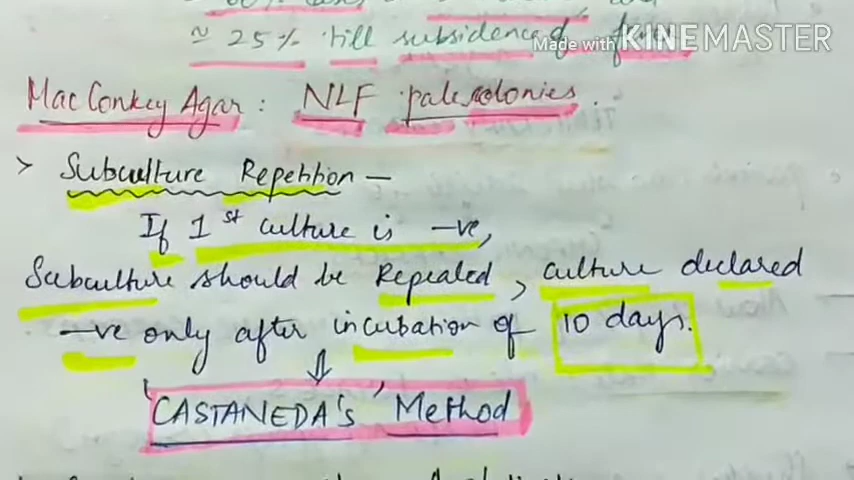 ≈ 25% till subsidence of fever
Made with KINEMASTER
MacConkey Agar : NLF pale colonies.
> Subculture Repetition —
If 1st culture is -ve,
Subculture should be Repeated, culture declared
-ve only after incubation of 10 days.
⇓
'CASTANEDA's' Method